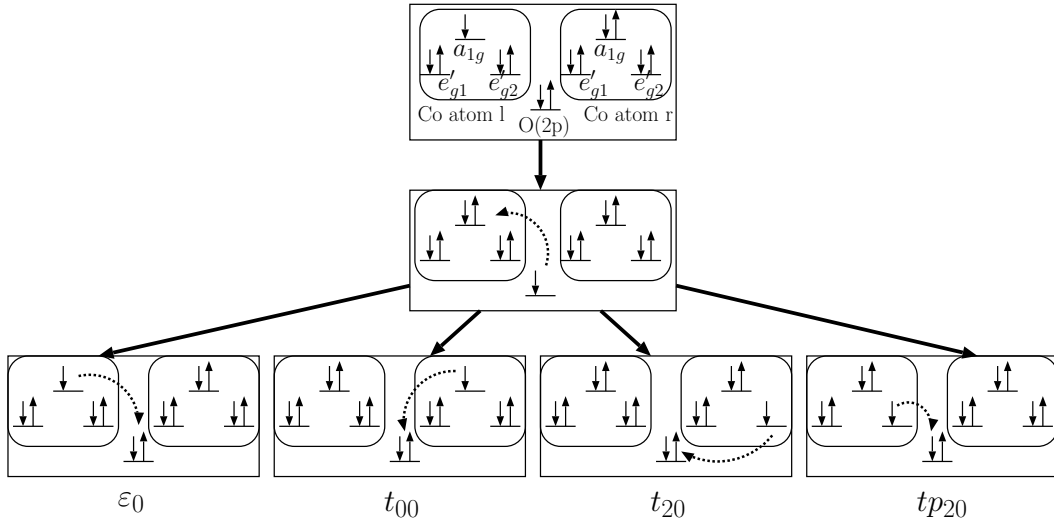 a1g a1g
e′g1 e′g2 e′g1 e′g2
Co atom l Co atom r
O(2p)
ε0 t00 t20 tp20